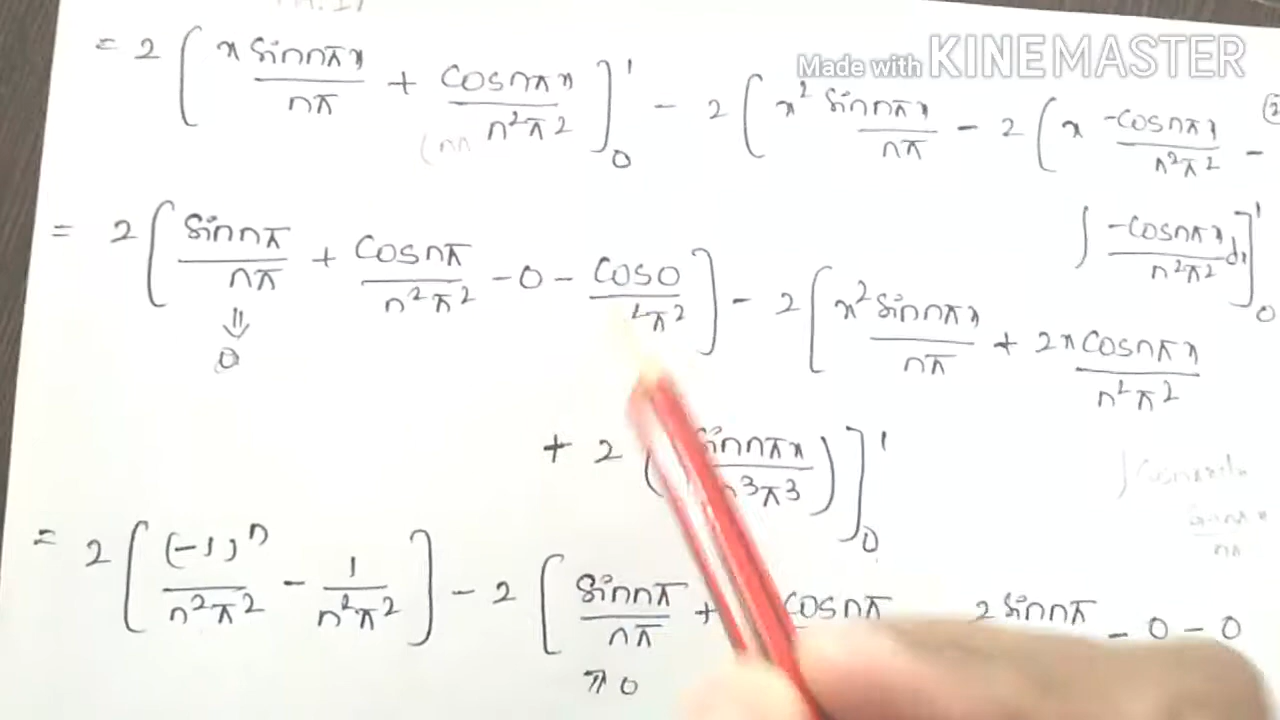 Made with KINEMASTER
= 2 [ x sin nπx / nπ + cos nπx / n²π² ]₀¹ - 2 [ x² sin nπx / nπ - 2 ( x -cos nπx / n²π² -
∫ -cos nπx / n²π² dx ]₀¹
= 2 [ sin nπ / nπ + cos nπ / n²π² - 0 - cos 0 / ²π² ] - 2 [ x² sin nπx / nπ + 2x cos nπx / n²π²
⇓
0
+ 2 ( sin nπx / n³π³ ) ]₀¹
= 2 [ (-1)ⁿ / n²π² - 1 / n²π² ] - 2 [ sin nπ / nπ + cos nπ 2 sin nπ - 0 - 0